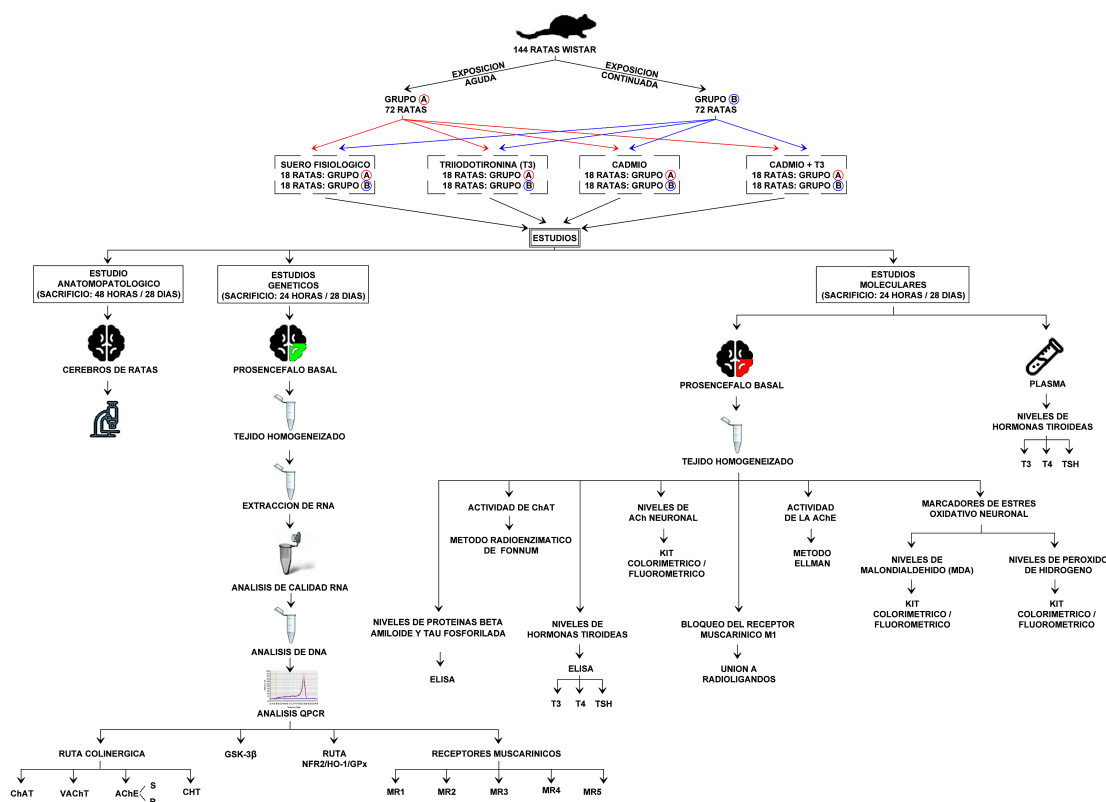 144 RATAS WISTAR
EXPOSICION
AGUDA
EXPOSICION
CONTINUADA
GRUPO A
72 RATAS
GRUPO B
72 RATAS
SUERO FISIOLOGICO
18 RATAS: GRUPO A
18 RATAS: GRUPO B
TRIIODOTIRONINA (T3)
18 RATAS: GRUPO A
18 RATAS: GRUPO B
CADMIO
18 RATAS: GRUPO A
18 RATAS: GRUPO B
CADMIO + T3
18 RATAS: GRUPO A
18 RATAS: GRUPO B
ESTUDIOS
ESTUDIO
ANATOMOPATOLOGICO
(SACRIFICIO: 48 HORAS / 28 DIAS)
ESTUDIOS
GENETICOS
(SACRIFICIO: 24 HORAS / 28 DIAS)
ESTUDIOS
MOLECULARES
(SACRIFICIO: 24 HORAS / 28 DIAS)
CEREBROS DE RATAS
PROSENCEFALO BASAL
TEJIDO HOMOGENEIZADO
EXTRACCION DE RNA
ANALISIS DE CALIDAD RNA
ANALISIS DE DNA
ANALISIS QPCR
RUTA COLINERGICA
GSK-3β
RUTA
NFR2/HO-1/GPx
RECEPTORES MUSCARINICOS
ChAT
VAChT
AChE
S
R
CHT
MR1
MR2
MR3
MR4
MR5
PROSENCEFALO BASAL
TEJIDO HOMOGENEIZADO
PLASMA
NIVELES DE
HORMONAS TIROIDEAS
T3
T4
TSH
ACTIVIDAD DE ChAT
METODO RADIOENZIMATICO
DE FONNUM
NIVELES DE
ACh NEURONAL
KIT
COLORIMETRICO /
FLUOROMETRICO
ACTIVIDAD
DE LA AChE
METODO
ELLMAN
MARCADORES DE ESTRES
OXIDATIVO NEURONAL
NIVELES DE
MALONDIALDEHIDO (MDA)
KIT
COLORIMETRICO /
FLUOROMETRICO
NIVELES DE PEROXIDO
DE HIDROGENO
KIT
COLORIMETRICO /
FLUOROMETRICO
NIVELES DE PROTEINAS BETA
AMILOIDE Y TAU FOSFORILADA
ELISA
NIVELES DE
HORMONAS TIROIDEAS
ELISA
T3
T4
TSH
BLOQUEO DEL RECEPTOR
MUSCARINICO M1
UNION A
RADIOLIGANDOS